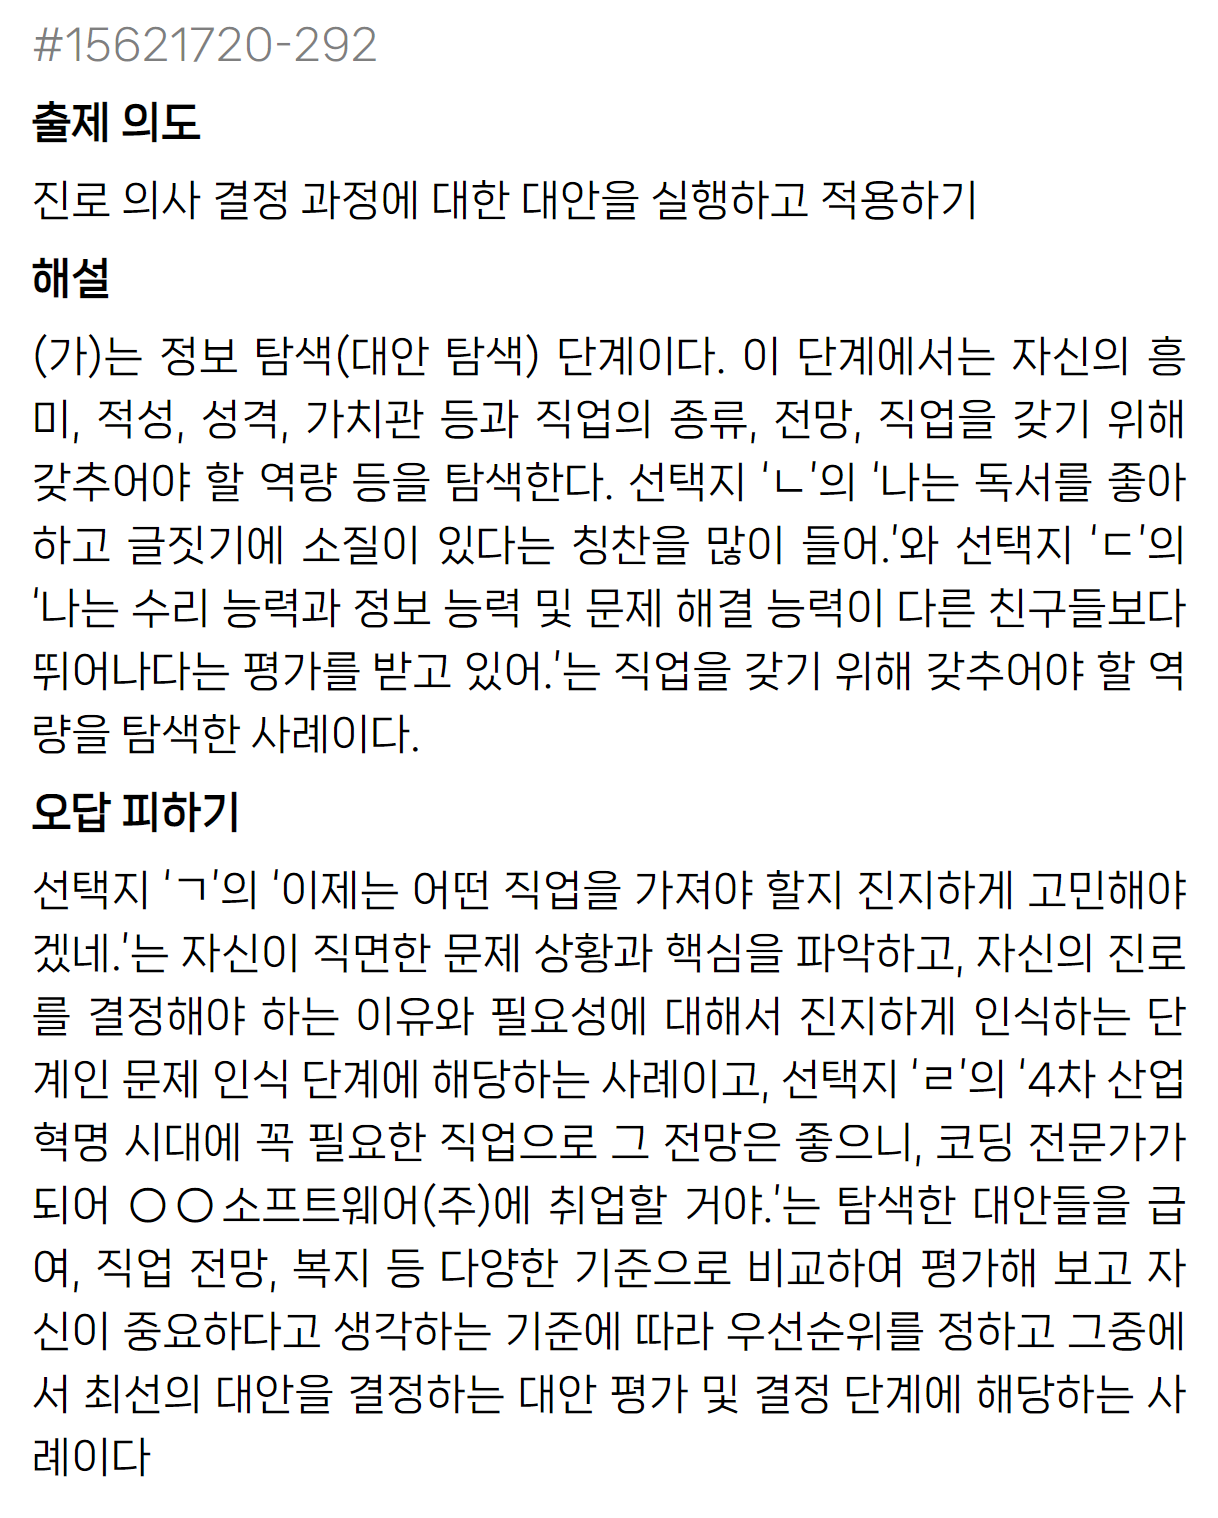 #15621720-292
출제 의도
진로 의사 결정 과정에 대한 대안을 실행하고 적용하기
해설
(가)는 정보 탐색(대안 탐색) 단계이다. 이 단계에서는 자신의 흥
미, 적성, 성격, 가치관 등과 직업의 종류, 전망, 직업을 갖기 위해
갖추어야 할 역량 등을 탐색한다. 선택지 ‘ㄴ’의 ‘나는 독서를 좋아
하고 글짓기에 소질이 있다는 칭찬을 많이 들어.’와 선택지 ‘ㄷ’의
‘나는 수리 능력과 정보 능력 및 문제 해결 능력이 다른 친구들보다
뛰어나다는 평가를 받고 있어.’는 직업을 갖기 위해 갖추어야 할 역
량을 탐색한 사례이다.
오답 피하기
선택지 ‘ㄱ’의 ‘이제는 어떤 직업을 가져야 할지 진지하게 고민해야
겠네.’는 자신이 직면한 문제 상황과 핵심을 파악하고, 자신의 진로
를 결정해야 하는 이유와 필요성에 대해서 진지하게 인식하는 단
계인 문제 인식 단계에 해당하는 사례이고, 선택지 ‘ㄹ’의 ‘4차 산업
혁명 시대에 꼭 필요한 직업으로 그 전망은 좋으니, 코딩 전문가가
되어 ○○소프트웨어(주)에 취업할 거야.’는 탐색한 대안들을 급
여, 직업 전망, 복지 등 다양한 기준으로 비교하여 평가해 보고 자
신이 중요하다고 생각하는 기준에 따라 우선순위를 정하고 그중에
서 최선의 대안을 결정하는 대안 평가 및 결정 단계에 해당하는 사
례이다